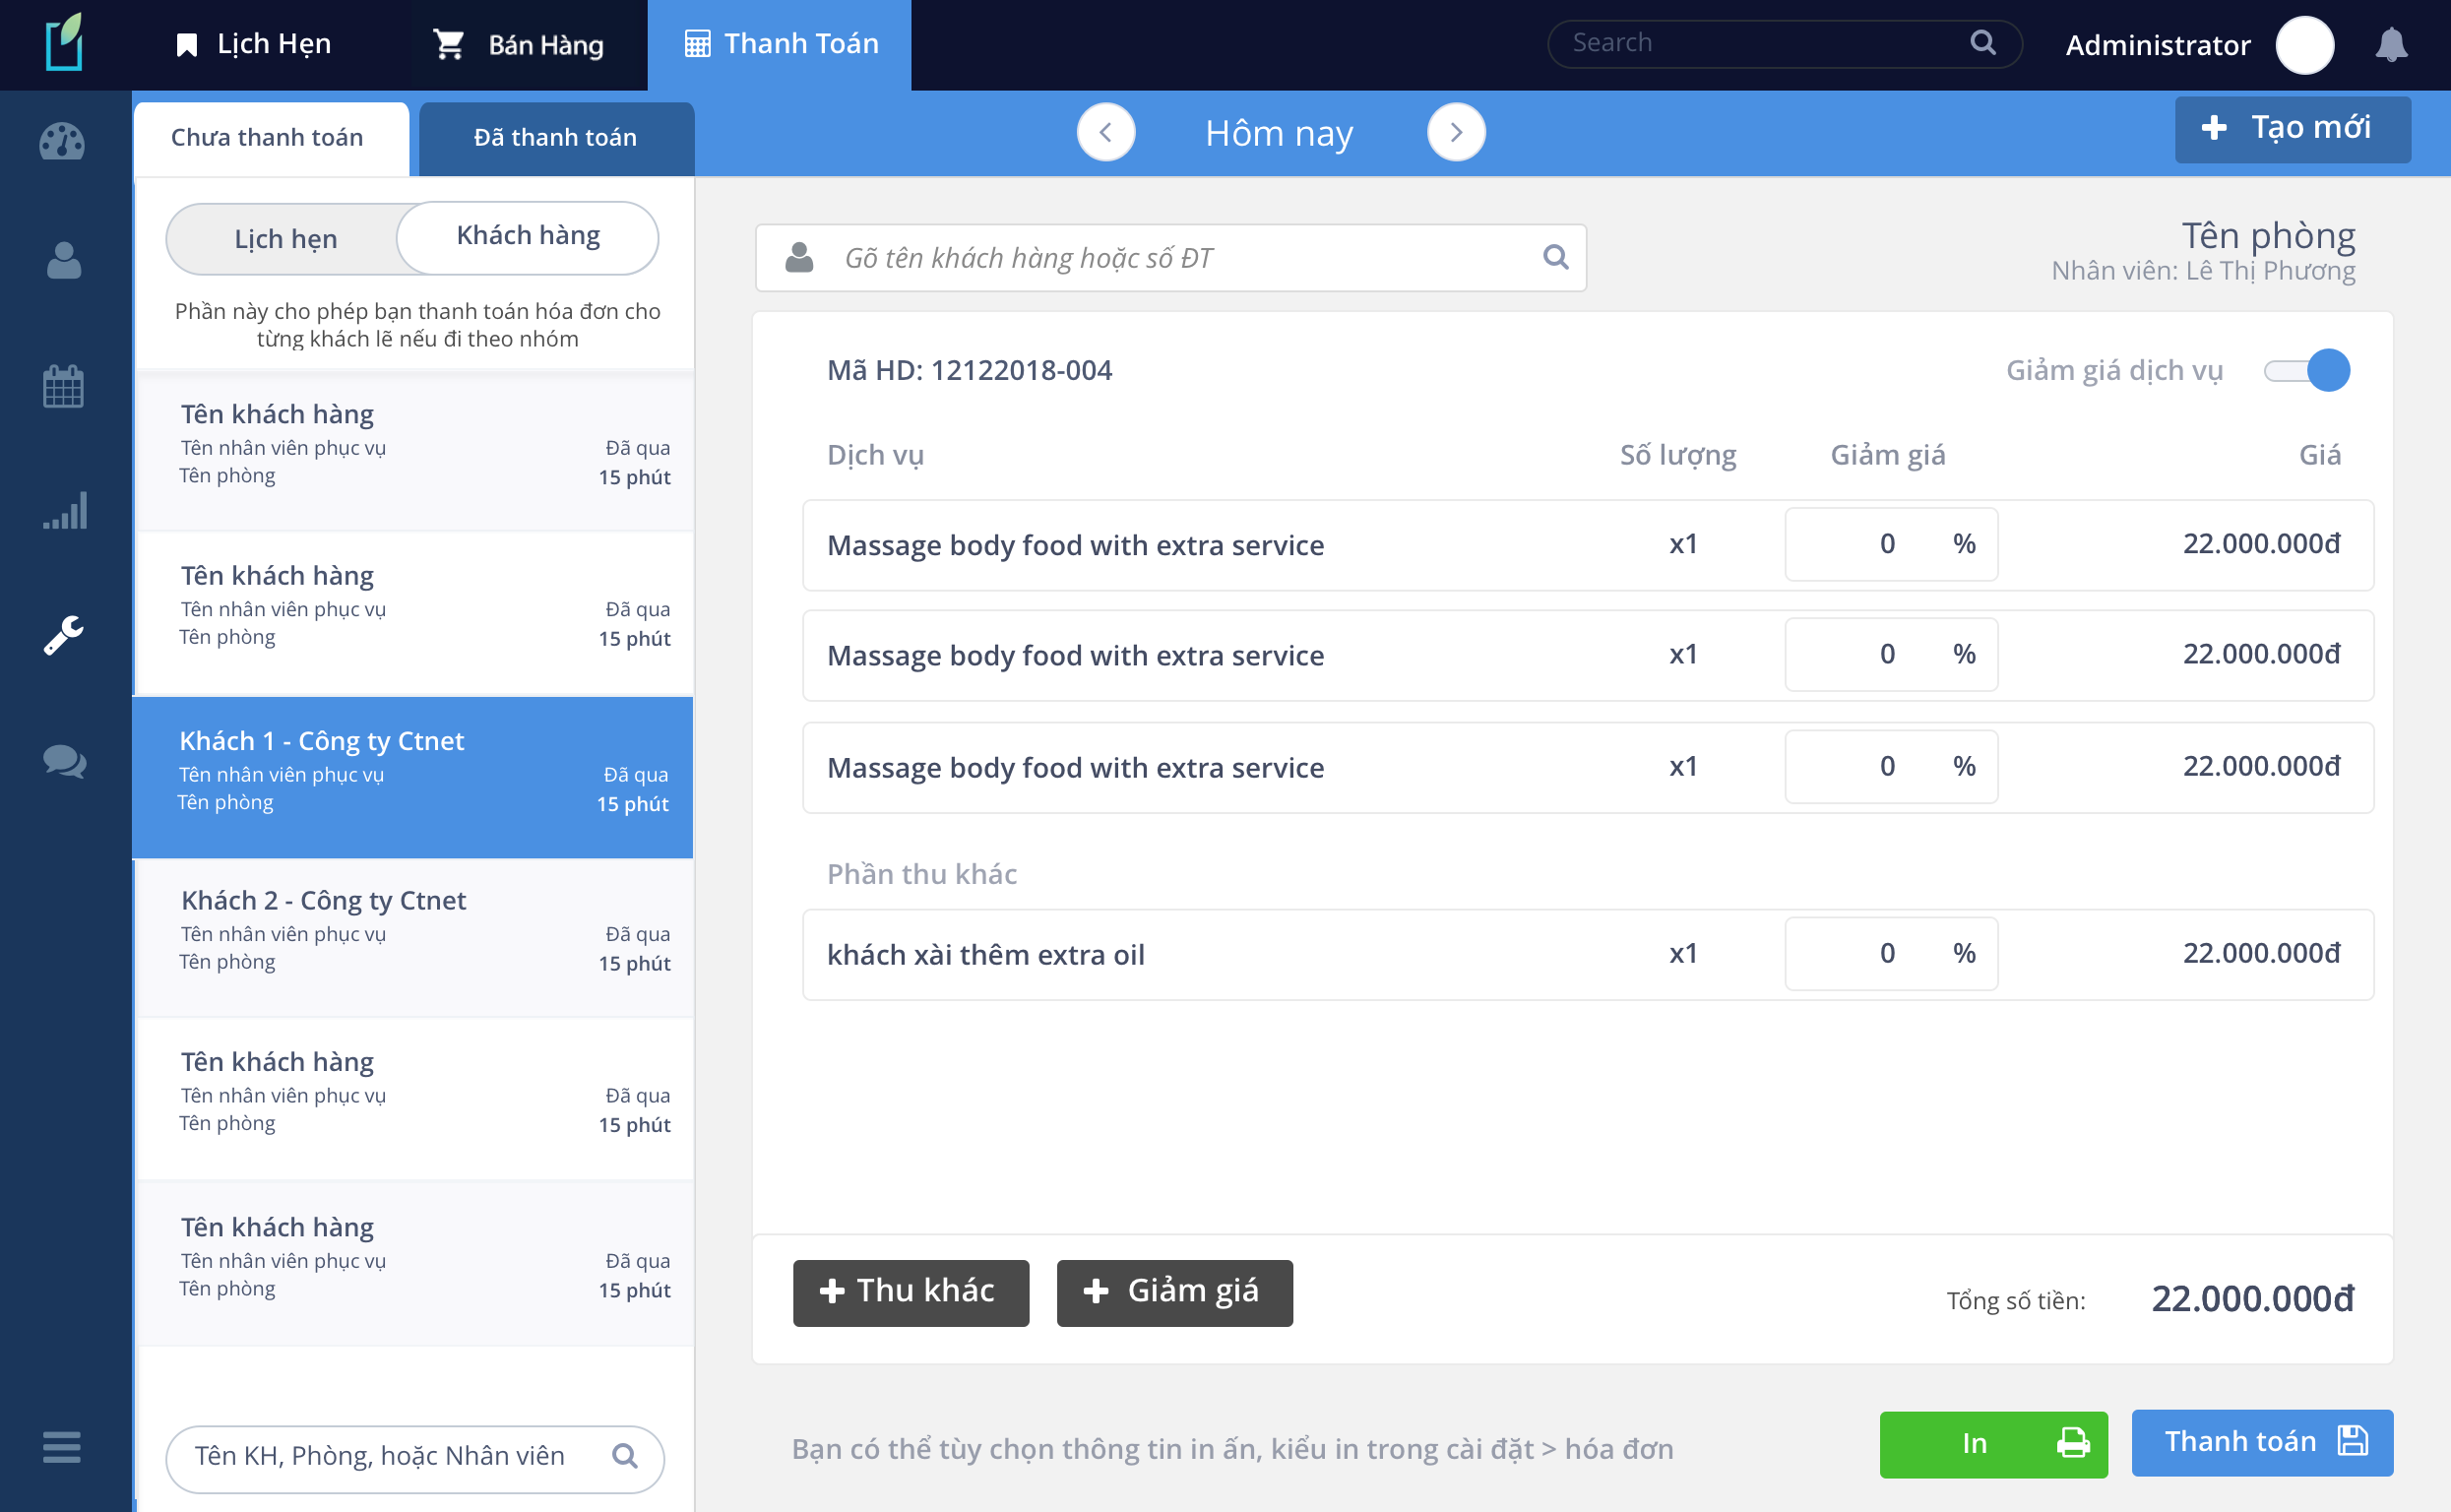 Lịch Hẹn
Bán Hàng
Thanh Toán
Search
Administrator
Chưa thanh toán
Đã thanh toán
Hôm nay
Tạo mới
Lịch hẹn
Khách hàng
Phần này cho phép bạn thanh toán hóa đơn cho
từng khách lẽ nếu đi theo nhóm
Tên khách hàng
Tên nhân viên phục vụ
Đã qua
Tên phòng
15 phút
Tên khách hàng
Tên nhân viên phục vụ
Đã qua
Tên phòng
15 phút
Khách 1 - Công ty Ctnet
Tên nhân viên phục vụ
Đã qua
Tên phòng
15 phút
Khách 2 - Công ty Ctnet
Tên nhân viên phục vụ
Đã qua
Tên phòng
15 phút
Tên khách hàng
Tên nhân viên phục vụ
Đã qua
Tên phòng
15 phút
Tên khách hàng
Tên nhân viên phục vụ
Đã qua
Tên phòng
15 phút
Tên KH, Phòng, hoặc Nhân viên
Gõ tên khách hàng hoặc số ĐT
Tên phòng
Nhân viên: Lê Thị Phương
Mã HD: 12122018-004
Giảm giá dịch vụ
Dịch vụ Số lượng Giảm giá Giá
Massage body food with extra service x1 0 % 22.000.000đ
Massage body food with extra service x1 0 % 22.000.000đ
Massage body food with extra service x1 0 % 22.000.000đ
Phần thu khác
khách xài thêm extra oil x1 0 % 22.000.000đ
Thu khác
Giảm giá
Tổng số tiền: 22.000.000đ
Bạn có thể tùy chọn thông tin in ấn, kiểu in trong cài đặt > hóa đơn
In
Thanh toán